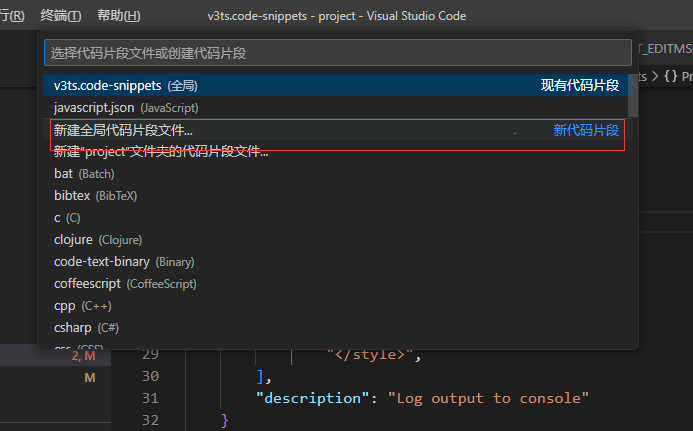 行(R) 终端(T) 帮助(H) v3ts.code-snippets - project - Visual Studio Code
选择代码片段文件或创建代码片段
T_EDITMS
v3ts.code-snippets (全局) 现有代码片段
ts > {} Pr
javascript.json (JavaScript)
新建全局代码片段文件... 新代码片段
新建"project"文件夹的代码片段文件...
bat (Batch)
bibtex (BibTeX)
c (C)
clojure (Clojure)
code-text-binary (Binary)
coffeescript (CoffeeScript)
cpp (C++)
csharp (C#)
css (CSS)
2, M 29 "</style>",
M 30 ],
31 "description": "Log output to console"
32 }